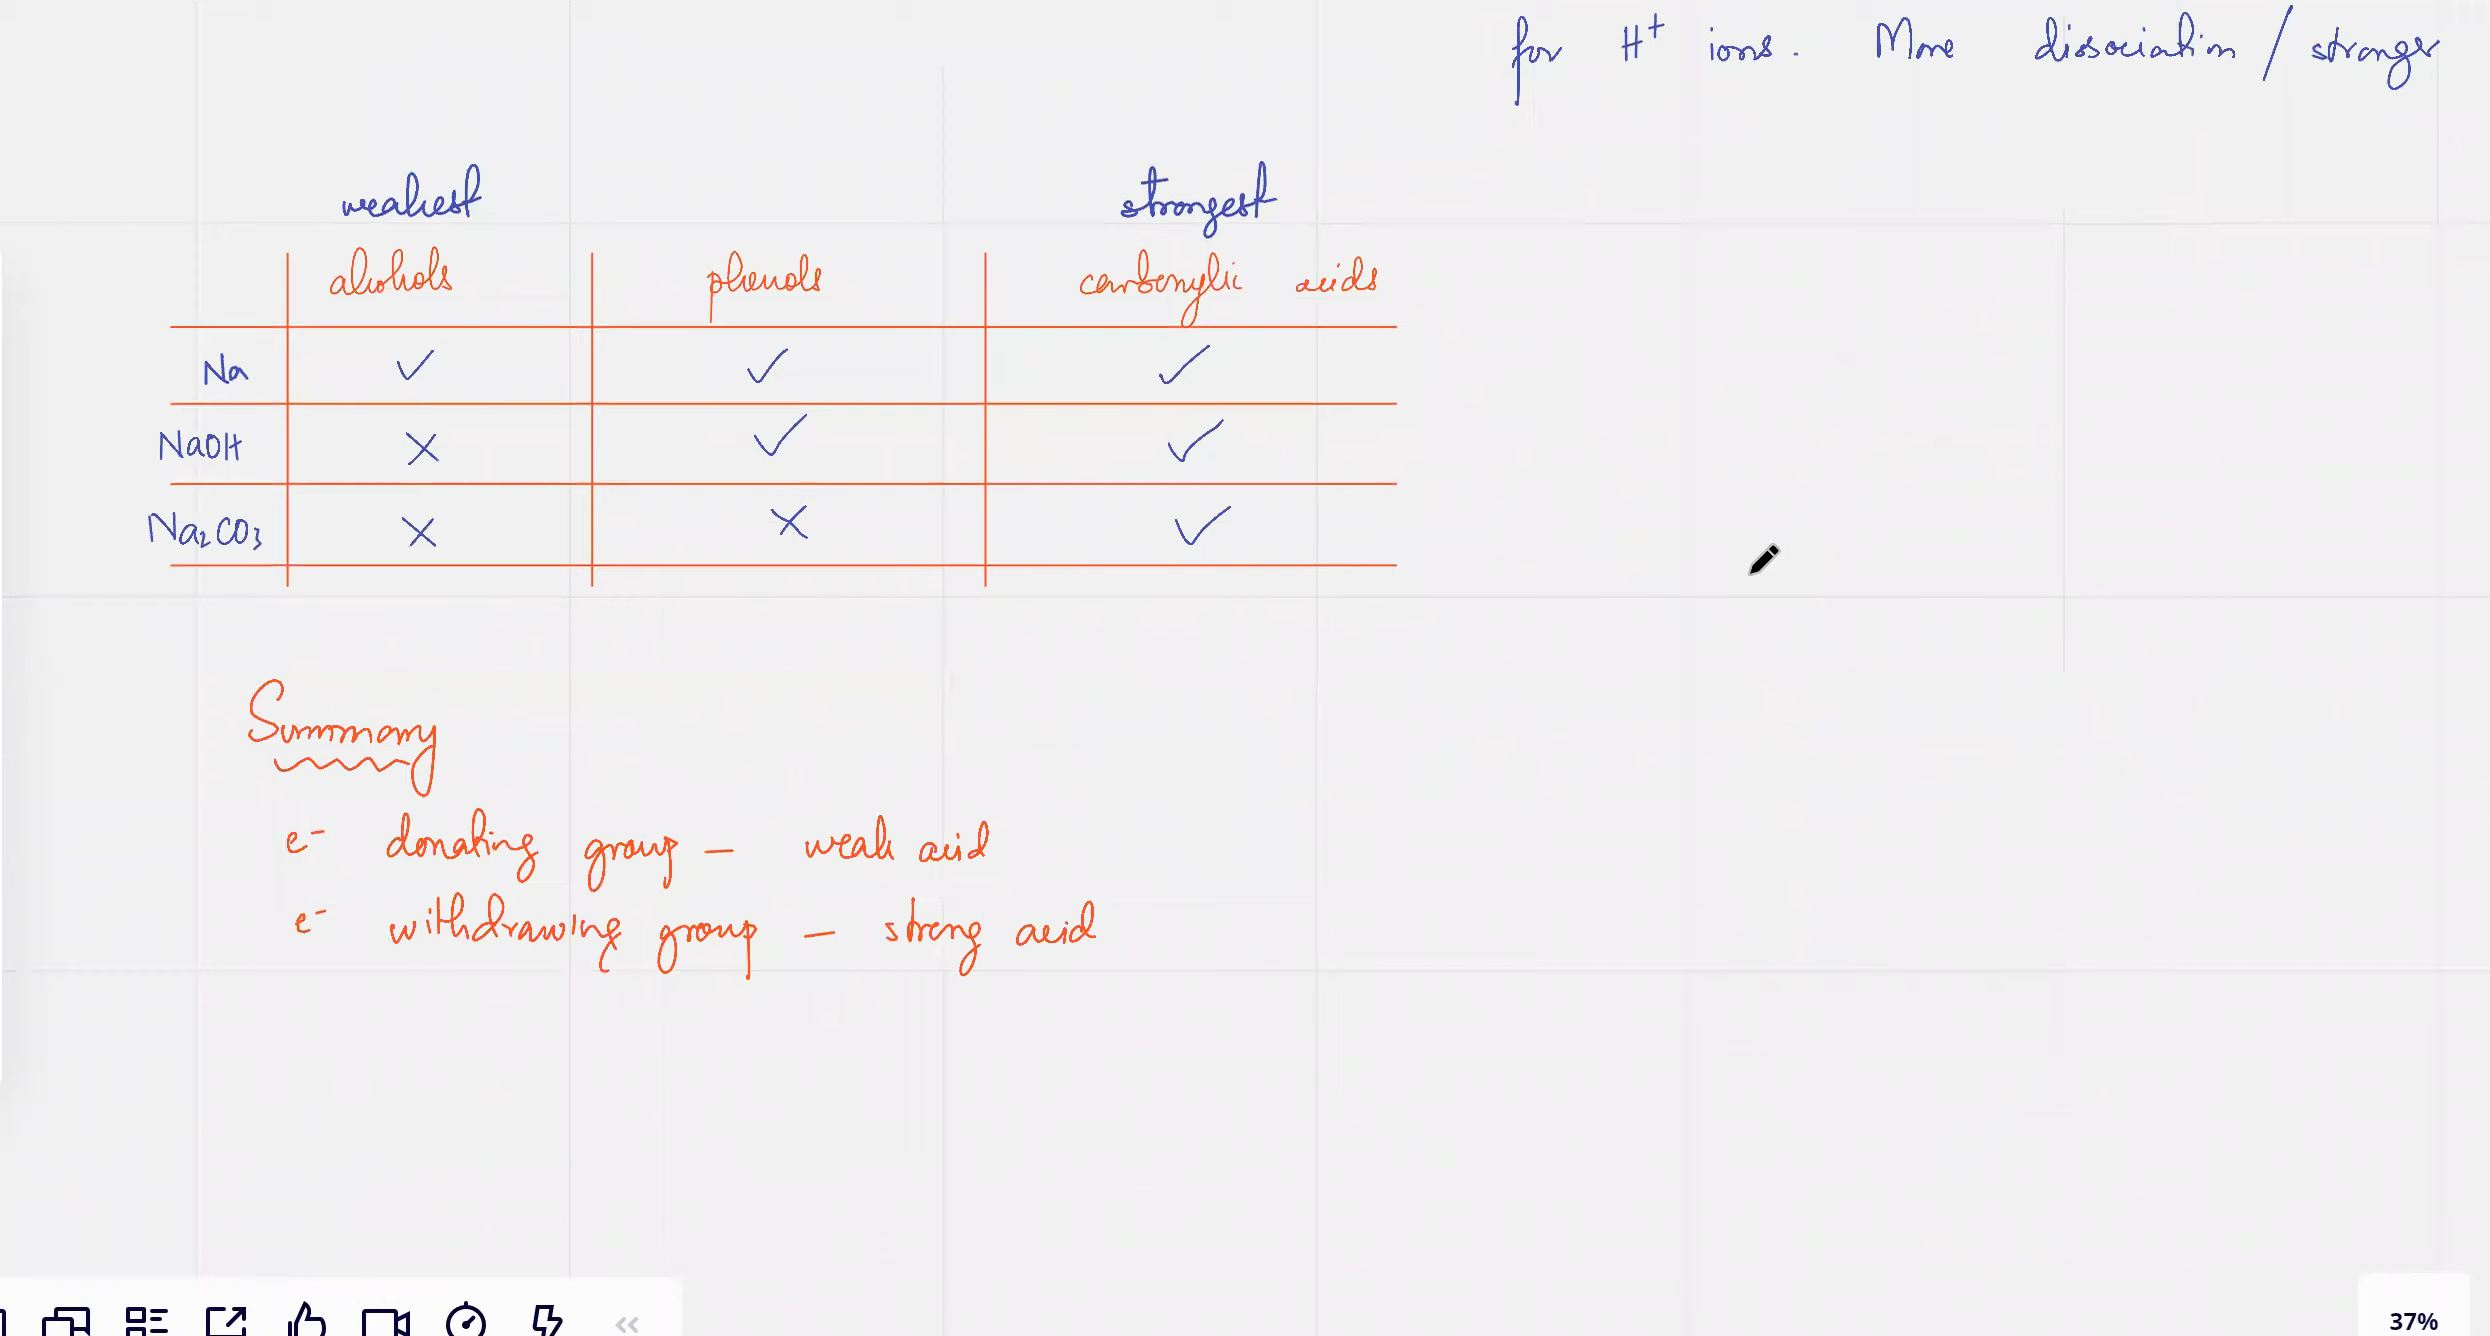 for H⁺ ions. More dissociation / stronger
weakest strongest
alcohols phenols carboxylic acids
Na ✓ ✓ ✓
NaOH ✗ ✓ ✓
Na₂CO₃ ✗ ✗ ✓
Summary
e⁻ donating group — weak acid
e⁻ withdrawing group — strong acid
37%